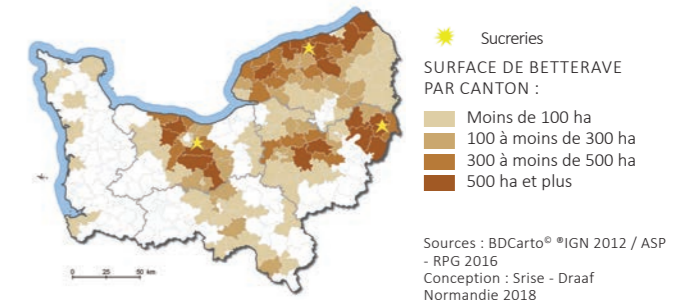 Sucreries
SURFACE DE BETTERAVE
PAR CANTON :
Moins de 100 ha
100 à moins de 300 ha
300 à moins de 500 ha
500 ha et plus
Sources : BDCarto© ®IGN 2012 / ASP
- RPG 2016
Conception : Srise - Draaf
Normandie 2018
0 25 50 km